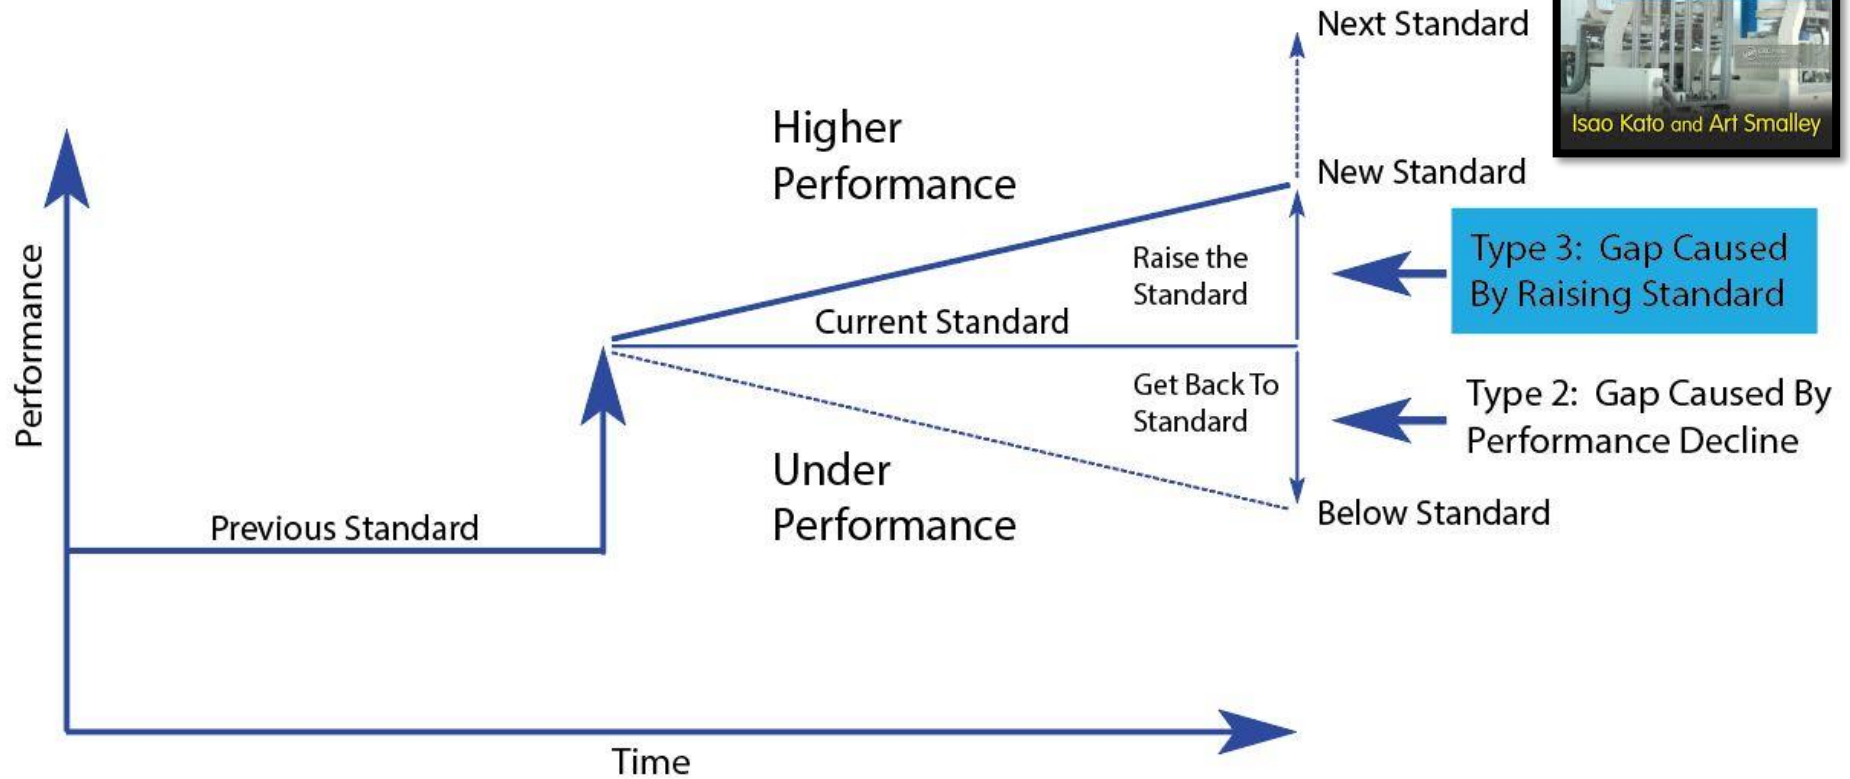 Next Standard
Isao Kato and Art Smalley
Higher
Performance
New Standard
Type 3: Gap Caused
By Raising Standard
Raise the
Standard
Current Standard
Performance
Get Back To
Standard
Type 2: Gap Caused By
Performance Decline
Under
Performance
Below Standard
Previous Standard
Time